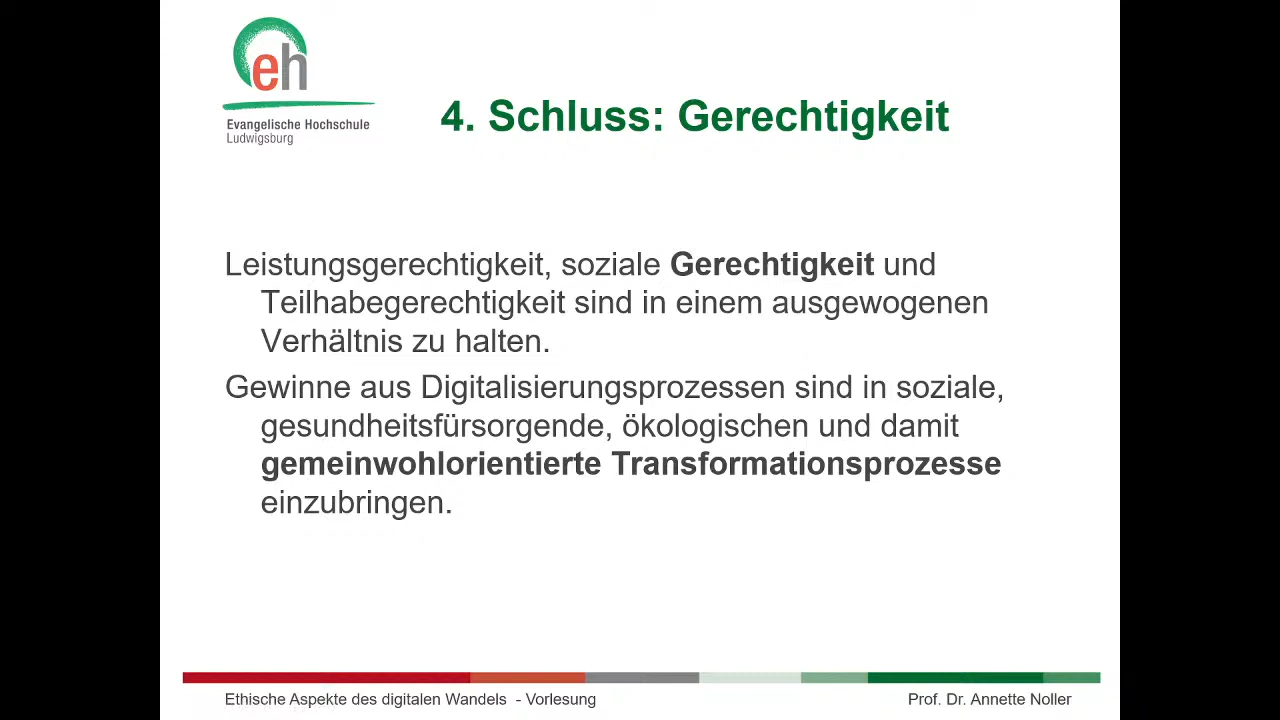 eh
Evangelische Hochschule
Ludwigsburg
4. Schluss: Gerechtigkeit
Leistungsgerechtigkeit, soziale Gerechtigkeit und
Teilhabegerechtigkeit sind in einem ausgewogenen
Verhältnis zu halten.
Gewinne aus Digitalisierungsprozessen sind in soziale,
gesundheitsfürsorgende, ökologischen und damit
gemeinwohlorientierte Transformationsprozesse
einzubringen.
Ethische Aspekte des digitalen Wandels - Vorlesung
Prof. Dr. Annette Noller